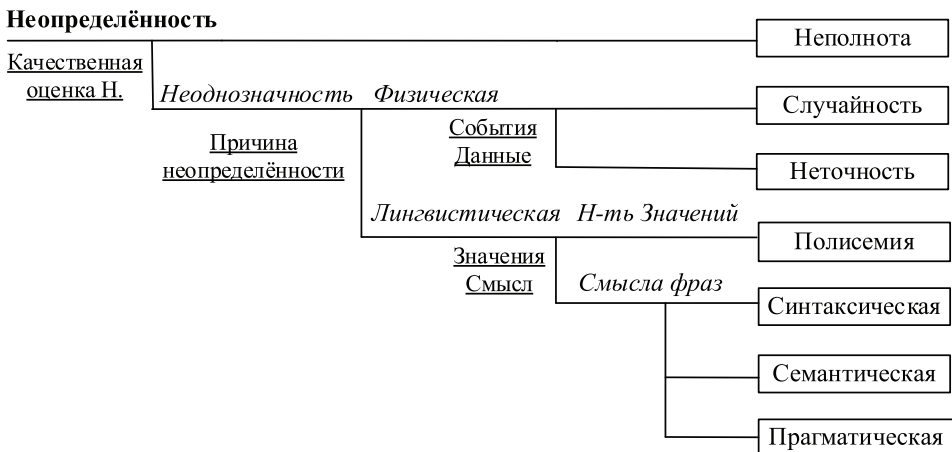 Неопределённость
Неполнота
Качественная
оценка Н.
Неоднозначность Физическая
Случайность
Причина
неопределённости
События
Данные
Неточность
Лингвистическая Н-ть Значений
Полисемия
Значения
Смысл
Смысла фраз
Синтаксическая
Семантическая
Прагматическая